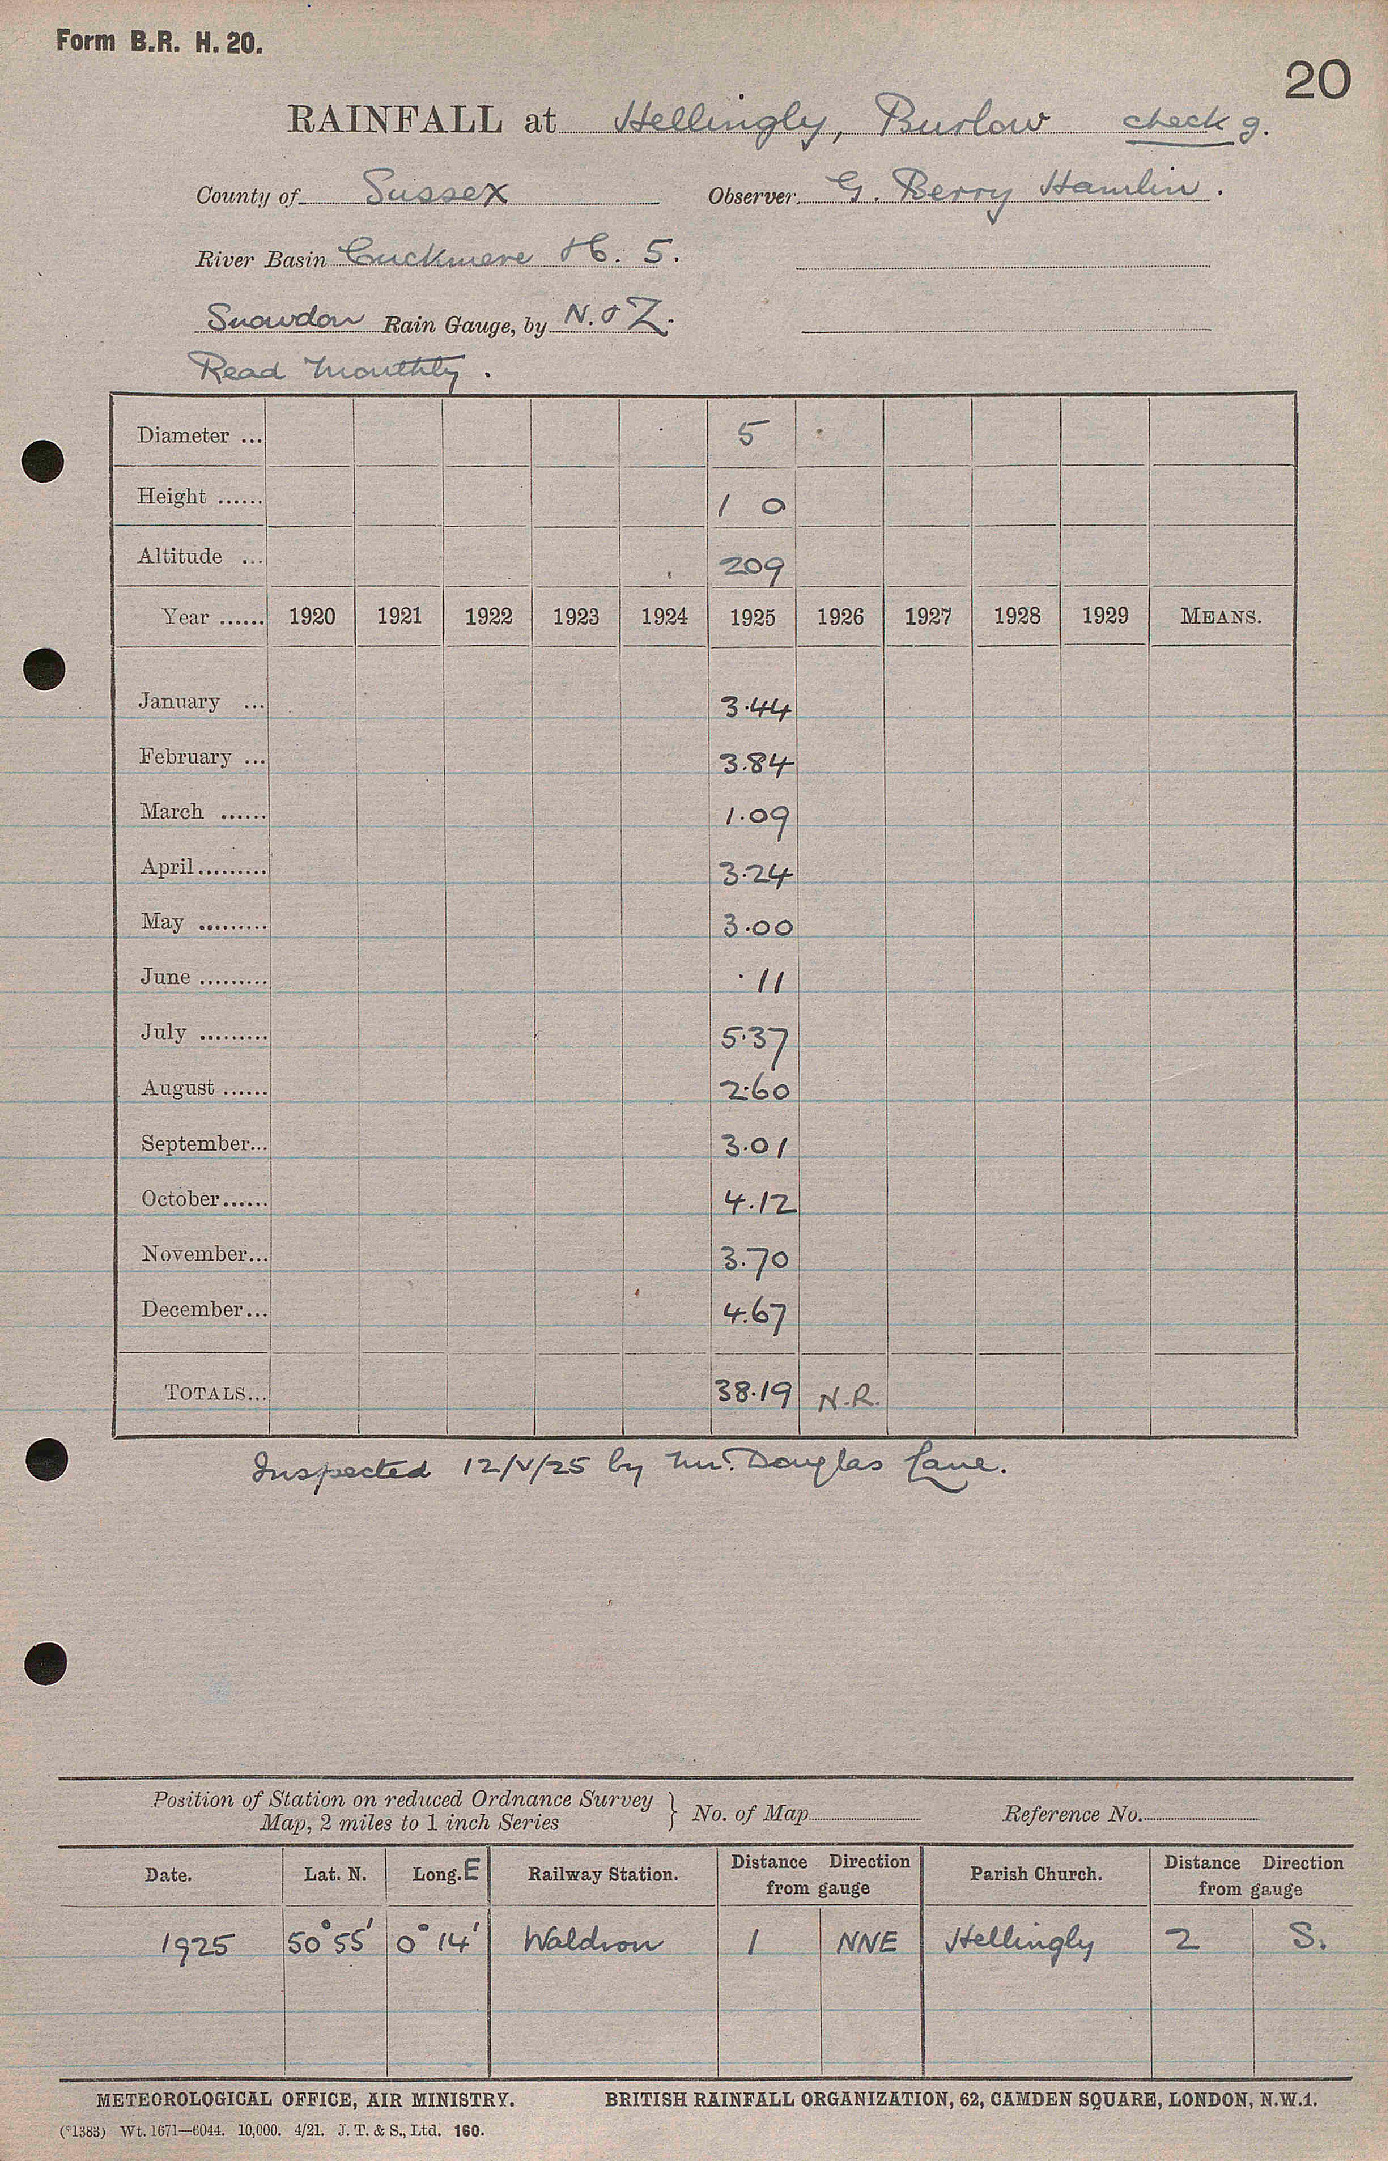 Form B.R. H. 20.
20
RAINFALL at Hellingly, Burlow check g.
County of Sussex Observer G. Berry Hamlin.
River Basin Cuckmere H. 5.
Snowdon Rain Gauge, by N. & Z.
Read Monthly.
Diameter ... 5
Height ...... 1 0
Altitude ... 209
Year ...... 1920 1921 1922 1923 1924 1925 1926 1927 1928 1929 MEANS.
January ... 3.44
February ... 3.84
March ...... 1.09
April......... 3.24
May ......... 3.00
June ......... .11
July ......... 5.37
August ...... 2.60
September... 3.01
October...... 4.12
November... 3.70
December... 4.67
TOTALS... 38.19 N.R.
Inspected 12/V/25 by Mr. Douglas Lane.
Position of Station on reduced Ordnance Survey
Map, 2 miles to 1 inch Series } No. of Map Reference No.
Date. Lat. N. Long. E Railway Station. Distance Direction from gauge Parish Church. Distance Direction from gauge
1925 50° 55' 0° 14' Waldron 1 NNE Hellingly 2 S.
METEOROLOGICAL OFFICE, AIR MINISTRY. BRITISH RAINFALL ORGANIZATION, 62, CAMDEN SQUARE, LONDON, N.W.1.
(*1383) Wt. 1671—6044. 10,000. 4/21. J. T. & S., Ltd. 160.